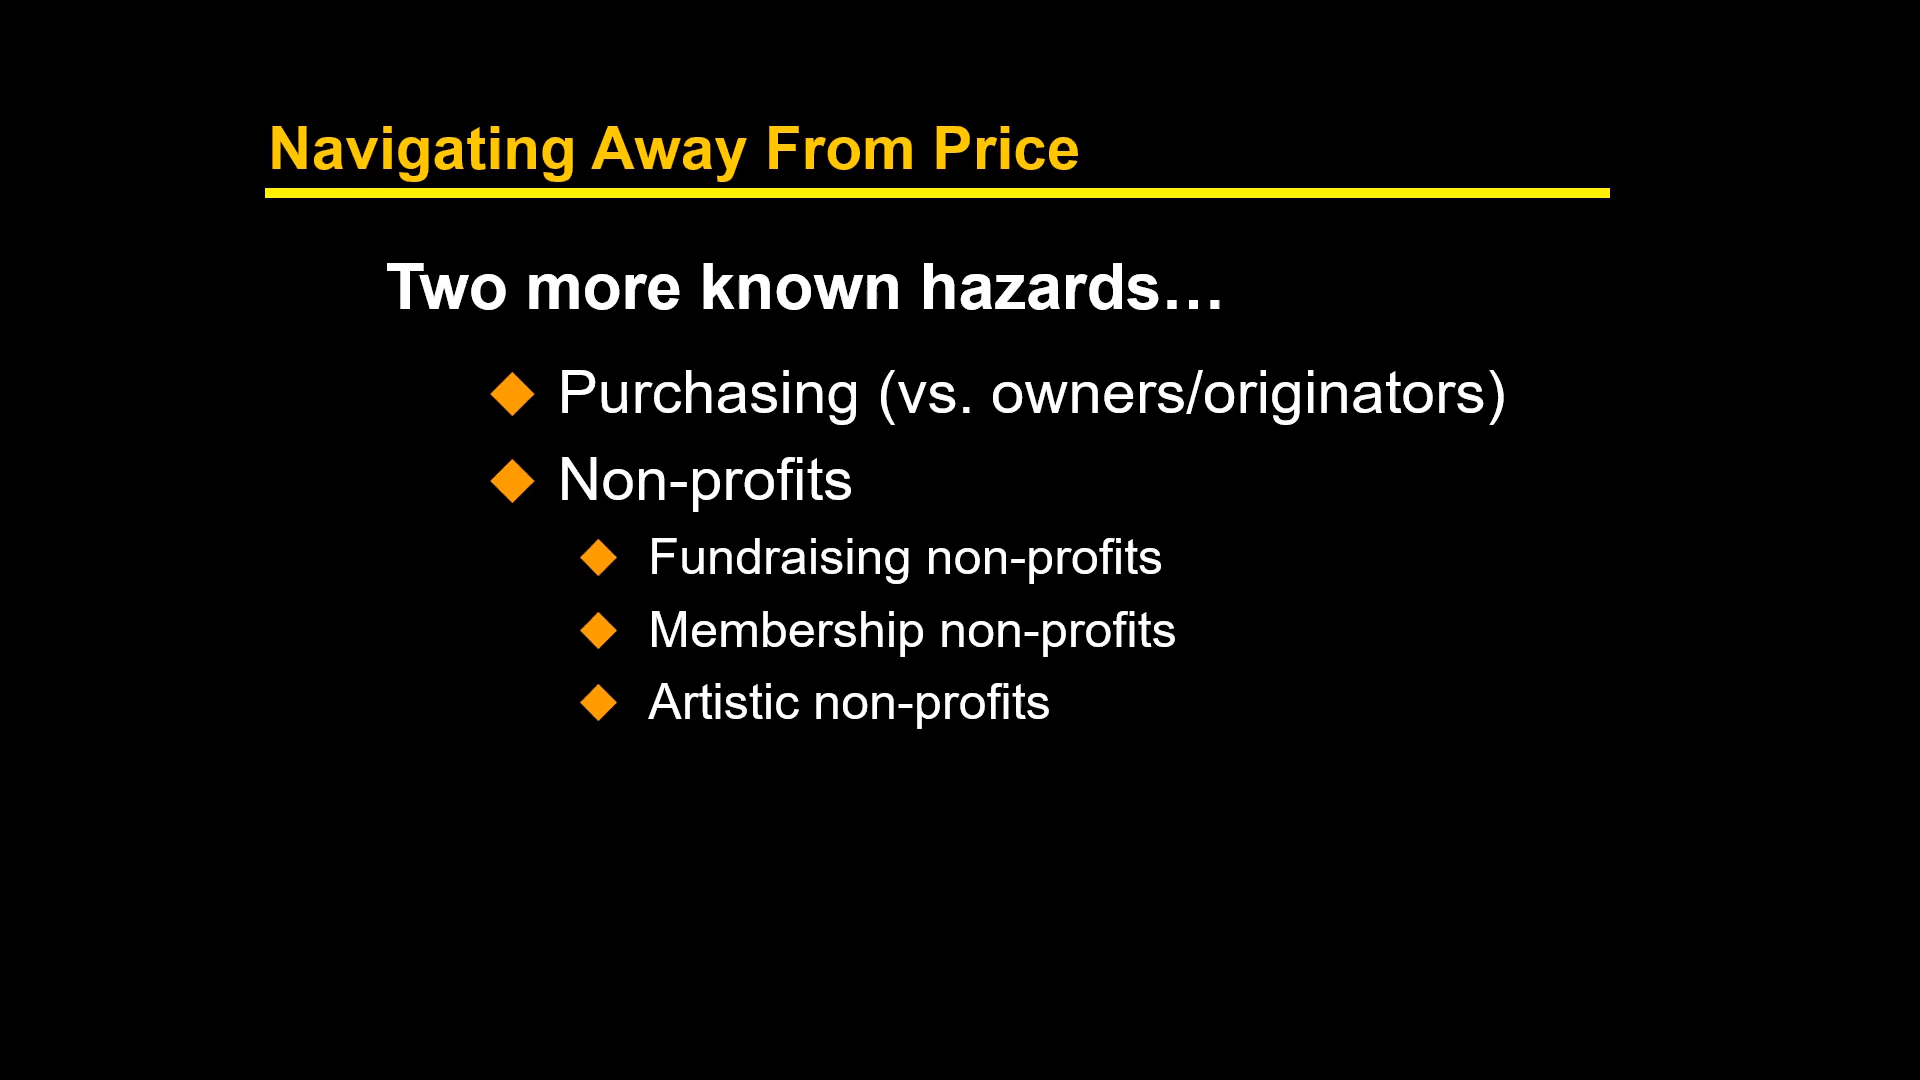 Navigating Away From Price
Two more known hazards…
Purchasing (vs. owners/originators)
Non-profits
Fundraising non-profits
Membership non-profits
Artistic non-profits